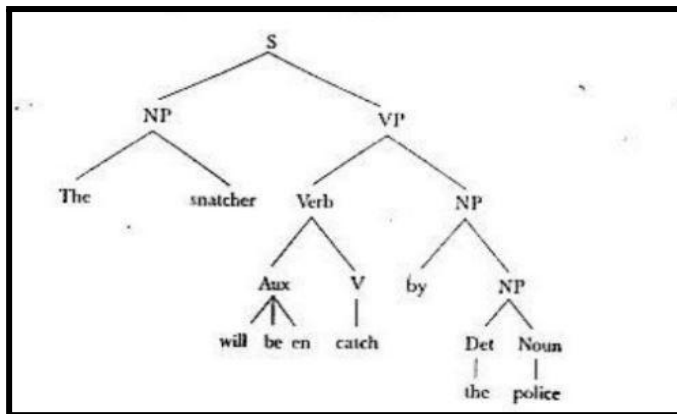 S
NP VP
The snatcher Verb NP
Aux V by NP
will be en catch Det Noun
the police